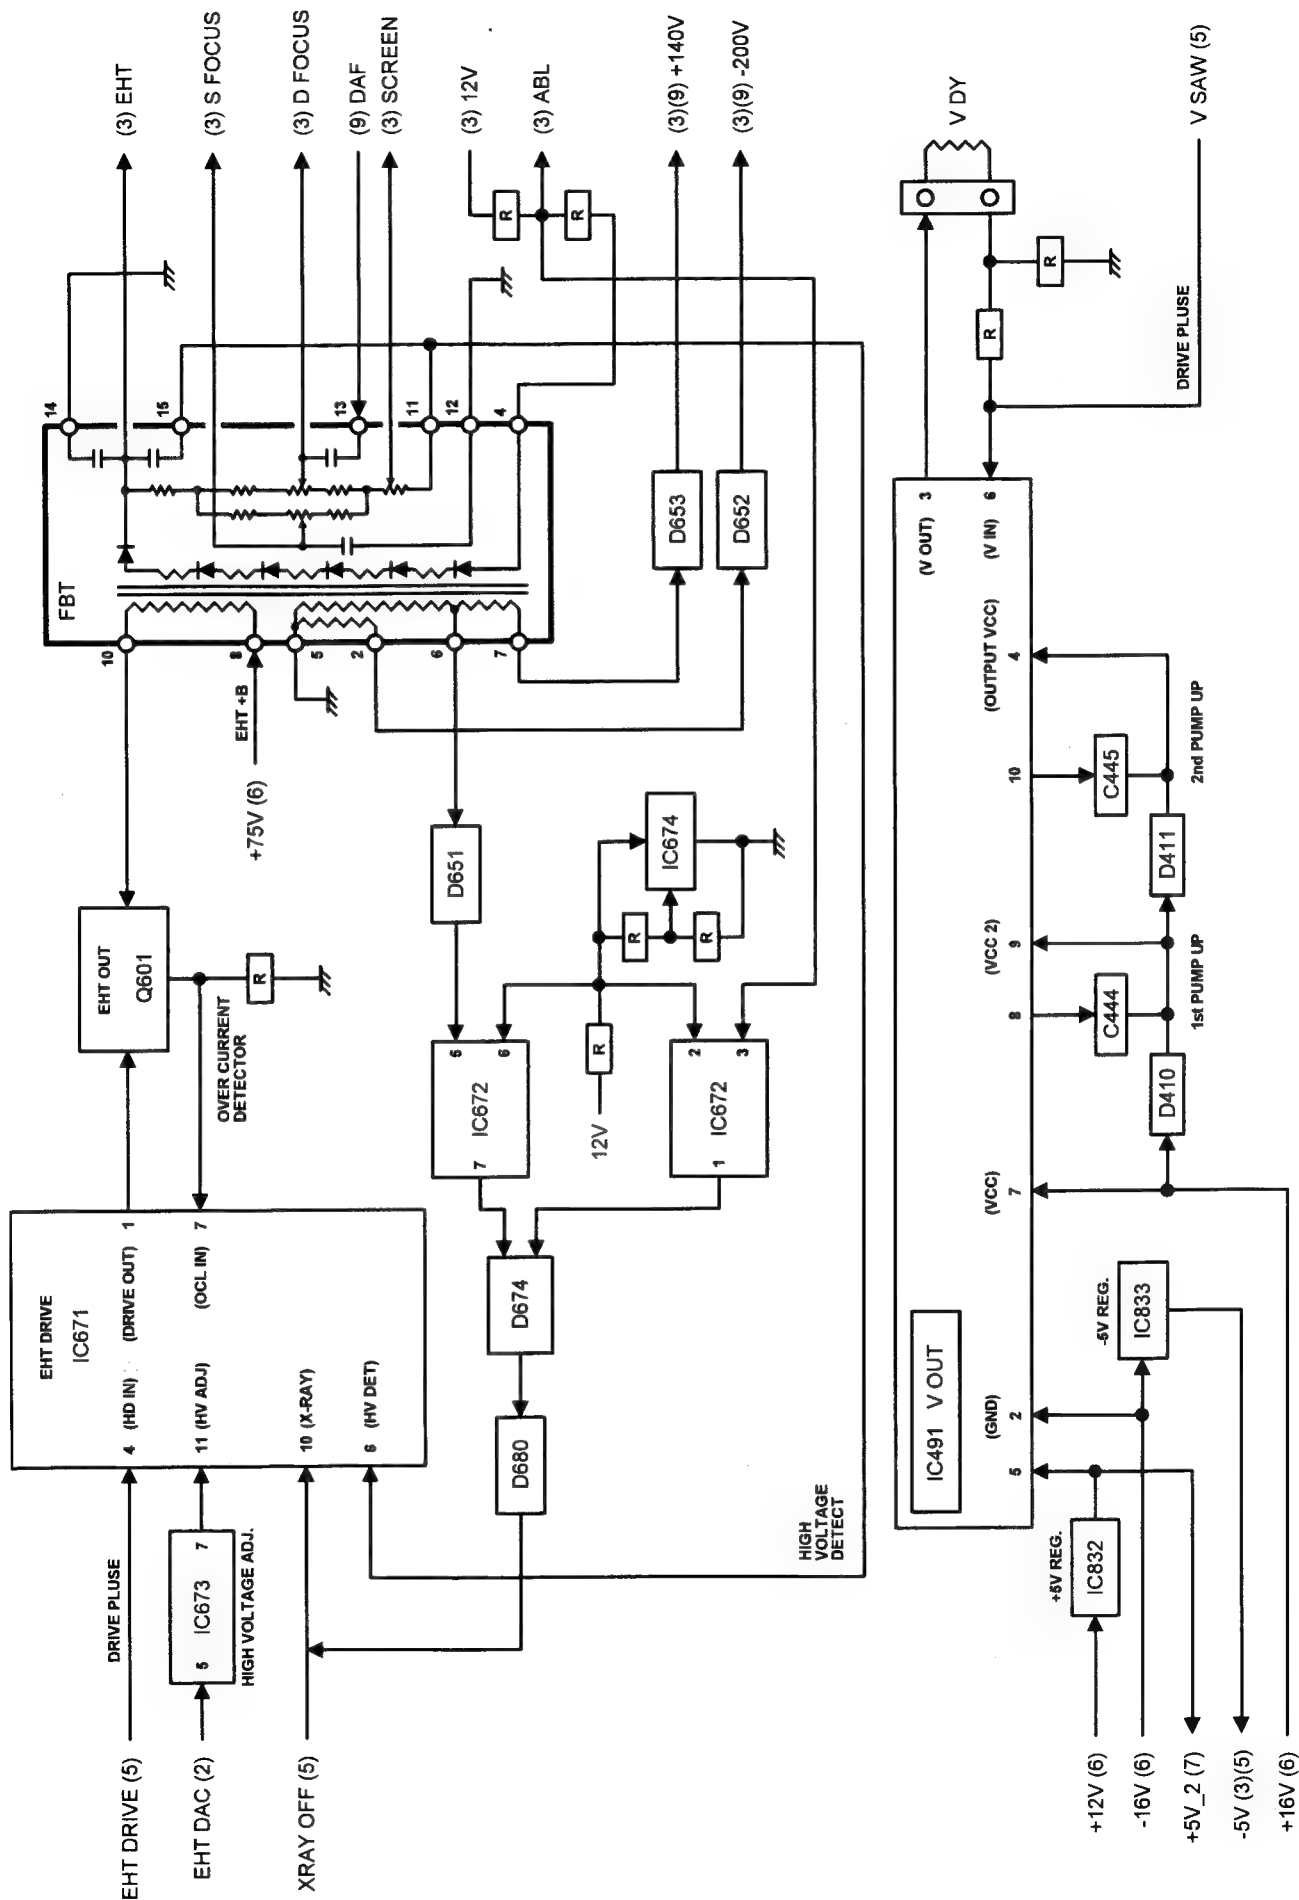 EHT DRIVE (5)
EHT DAC (2)
XRAY OFF (5)
DRIVE PLUSE
5 IC673 7
HIGH VOLTAGE ADJ.
EHT DRIVE
IC671
4 (HD IN)
(DRIVE OUT) 1
11 (HV ADJ)
(OCL IN) 7
10 (X-RAY)
6 (HV DET)
EHT OUT
Q601
OVER CURRENT
DETECTOR
R
+75V (6)
EHT +B
FBT
10
8
5
2
6
7
14
15
13
11
12
4
(3) EHT
(3) S FOCUS
(3) D FOCUS
(9) DAF
(3) SCREEN
(3) 12V
(3) ABL
(3)(9) +140V
(3)(9) -200V
R
R
D653
D652
D651
5
6
IC672
7
12V
R
R
R
IC674
2
3
IC672
1
D674
D680
HIGH
VOLTAGE
DETECT
IC491 V OUT
5
(GND)
2
(VCC)
7
8
(VCC 2)
9
10
(OUTPUT VCC)
4
(V OUT) 3
(V IN) 6
V DY
R
R
DRIVE PLUSE
V SAW (5)
+5V REG.
IC832
-5V REG.
IC833
D410
C444
1st PUMP UP
D411
C445
2nd PUMP UP
+12V (6)
-16V (6)
+5V_2 (7)
-5V (3)(5)
+16V (6)